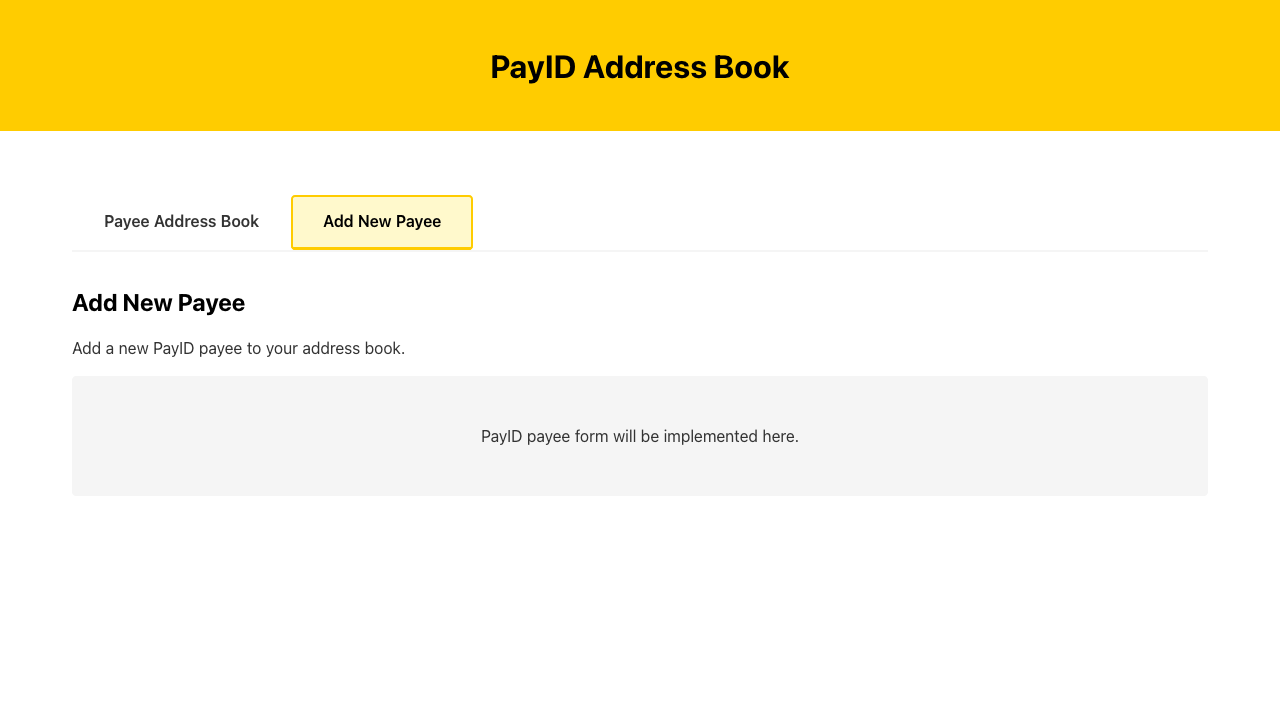 PayID Address Book
Payee Address Book
Add New Payee
Add New Payee
Add a new PayID payee to your address book.
PayID payee form will be implemented here.